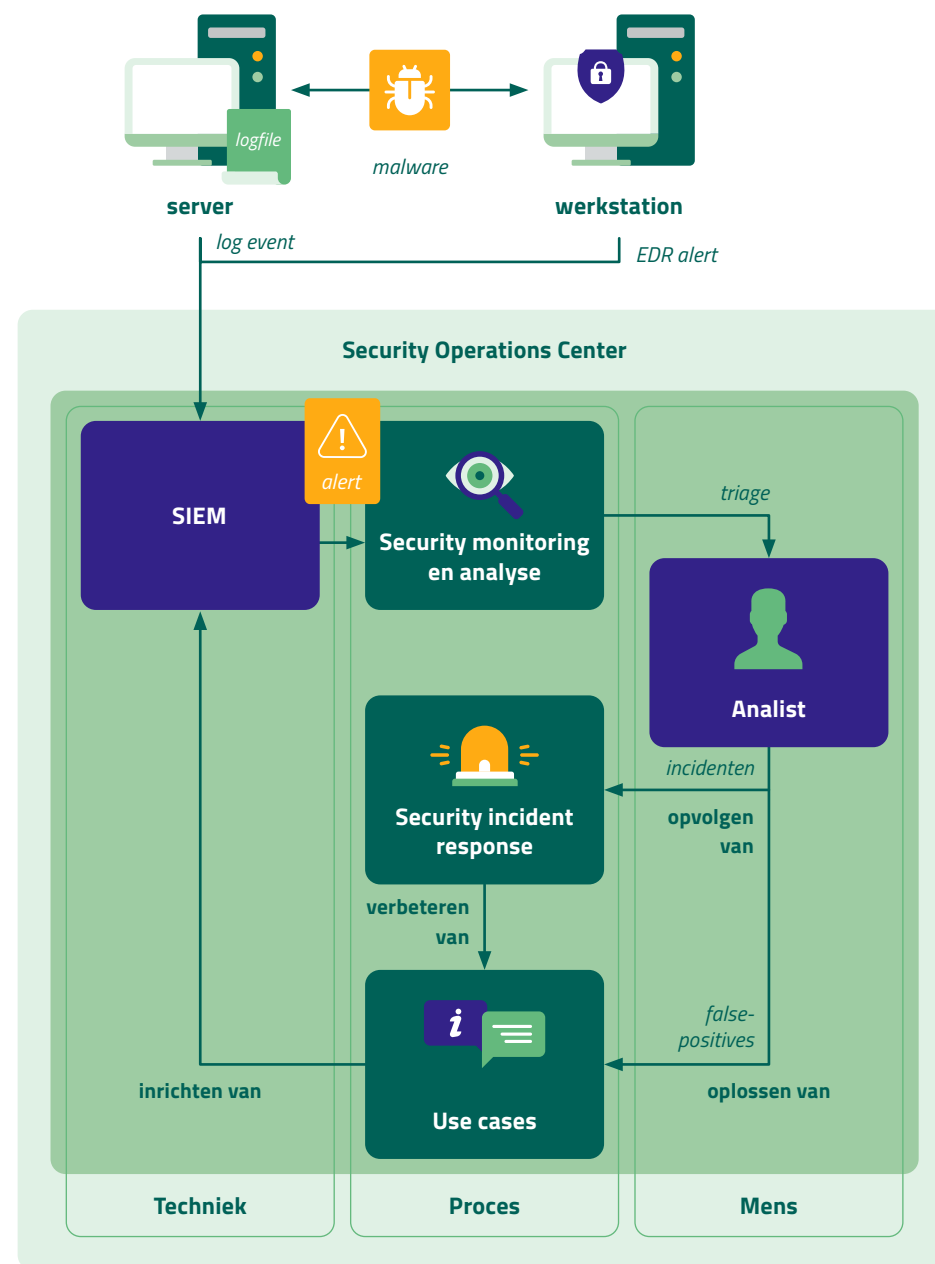 logfile
malware
server
werkstation
log event
EDR alert
Security Operations Center
alert
SIEM
Security monitoring
en analyse
triage
Analist
incidenten
opvolgen
van
Security incident
response
verbeteren
van
i
false-
positives
inrichten van
oplossen van
Use cases
Techniek
Proces
Mens